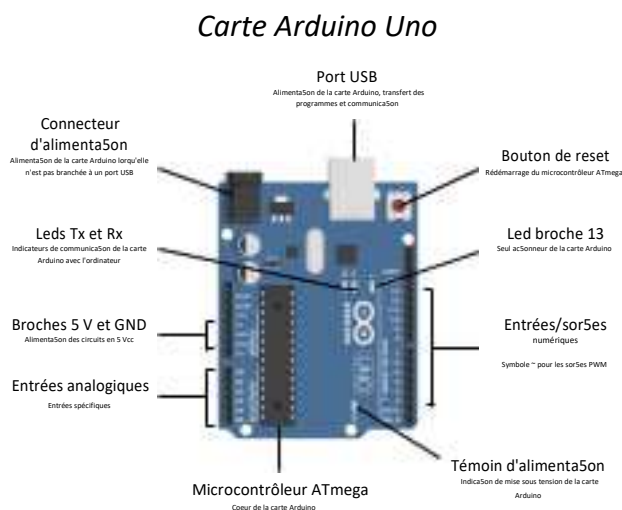 Carte Arduino Uno
Port USB
Alimenta5on de la carte Arduino, transfert des
programmes et communica5on
Connecteur
d'alimenta5on
Alimenta5on de la carte Arduino lorqu'elle
n'est pas branchée à un port USB
Bouton de reset
Rédémarrage du microcontrôleur ATmega
Leds Tx et Rx
Indicateurs de communica5on de la carte
Arduino avec l'ordinateur
Led broche 13
Seul ac5onneur de la carte Arduino
Broches 5 V et GND
Alimenta5on des circuits en 5 Vcc
Entrées/sor5es
numériques
Symbole ~ pour les sor5es PWM
Entrées analogiques
Entrées spécifiques
Témoin d'alimenta5on
Indica5on de mise sous tension de la carte
Arduino
Microcontrôleur ATmega
Coeur de la carte Arduino